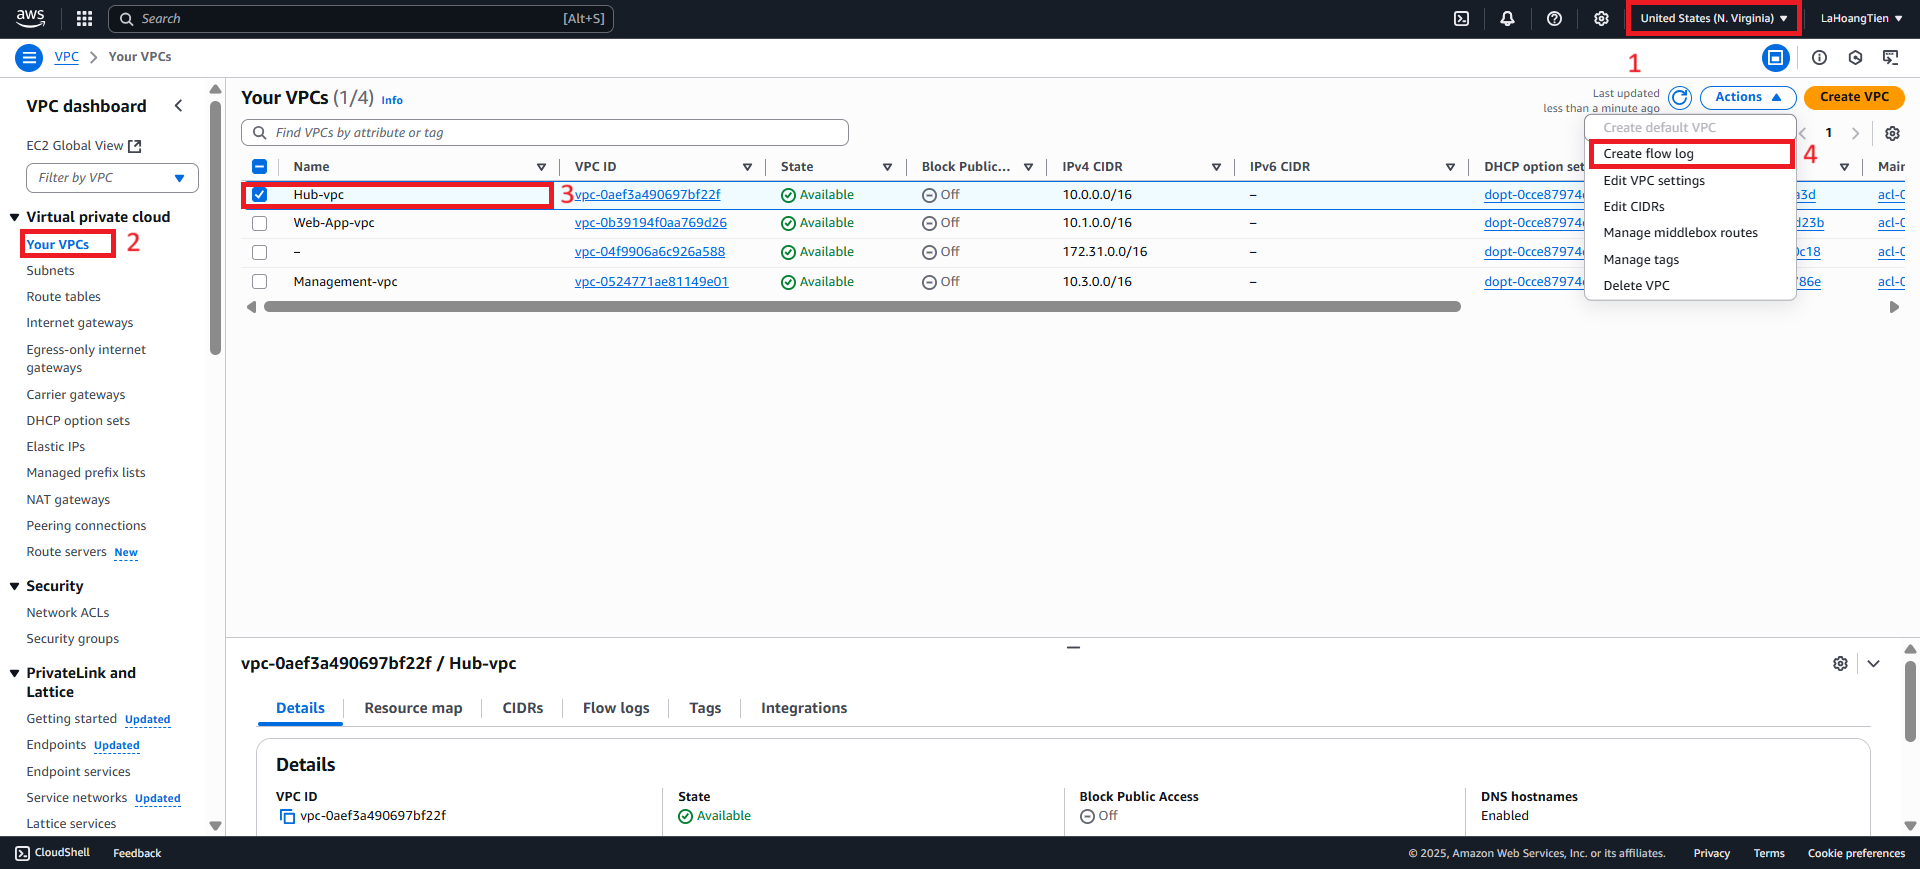 aws
Search [Alt+S]
United States (N. Virginia)
LaHoangTien
VPC
Your VPCs
1
VPC dashboard
EC2 Global View
Filter by VPC
Virtual private cloud
Your VPCs
2
Subnets
Route tables
Internet gateways
Egress-only internet
gateways
Carrier gateways
DHCP option sets
Elastic IPs
Managed prefix lists
NAT gateways
Peering connections
Route servers New
Security
Network ACLs
Security groups
PrivateLink and
Lattice
Getting started Updated
Endpoints Updated
Endpoint services
Service networks Updated
Lattice services
Your VPCs (1/4) Info
Last updated
less than a minute ago
Actions
Create VPC
Find VPCs by attribute or tag
1
Create default VPC
Create flow log
4
Edit VPC settings
Edit CIDRs
Manage middlebox routes
Manage tags
Delete VPC
Name VPC ID State Block Public... IPv4 CIDR IPv6 CIDR DHCP option set Main
Hub-vpc 3 vpc-0aef3a490697bf22f Available Off 10.0.0.0/16 – dopt-0cce87974 a3d acl-0
Web-App-vpc vpc-0b39194f0aa769d26 Available Off 10.1.0.0/16 – dopt-0cce87974 d23b acl-0
– vpc-04f9906a6c926a588 Available Off 172.31.0.0/16 – dopt-0cce87974 0c18 acl-0
Management-vpc vpc-0524771ae81149e01 Available Off 10.3.0.0/16 – dopt-0cce87974 786e acl-0
vpc-0aef3a490697bf22f / Hub-vpc
Details Resource map CIDRs Flow logs Tags Integrations
Details
VPC ID
vpc-0aef3a490697bf22f
State
Available
Block Public Access
Off
DNS hostnames
Enabled
CloudShell Feedback
© 2025, Amazon Web Services, Inc. or its affiliates. Privacy Terms Cookie preferences